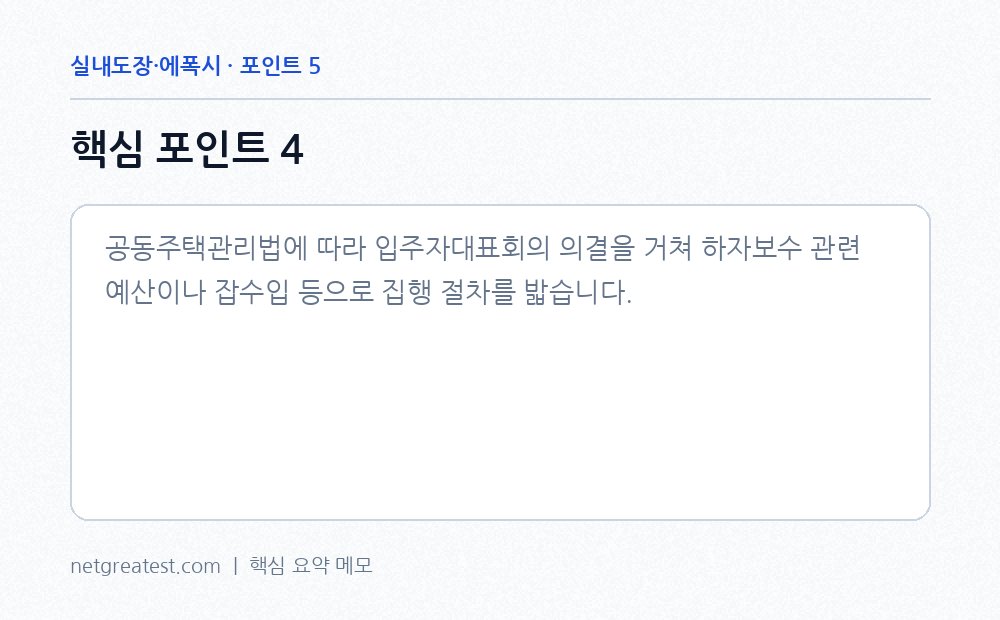 실내도장·에폭시 · 포인트 5
핵심 포인트 4
공동주택관리법에 따라 입주자대표회의 의결을 거쳐 하자보수 관련
예산이나 잡수입 등으로 집행 절차를 밟습니다.
netgreatest.com | 핵심 요약 메모